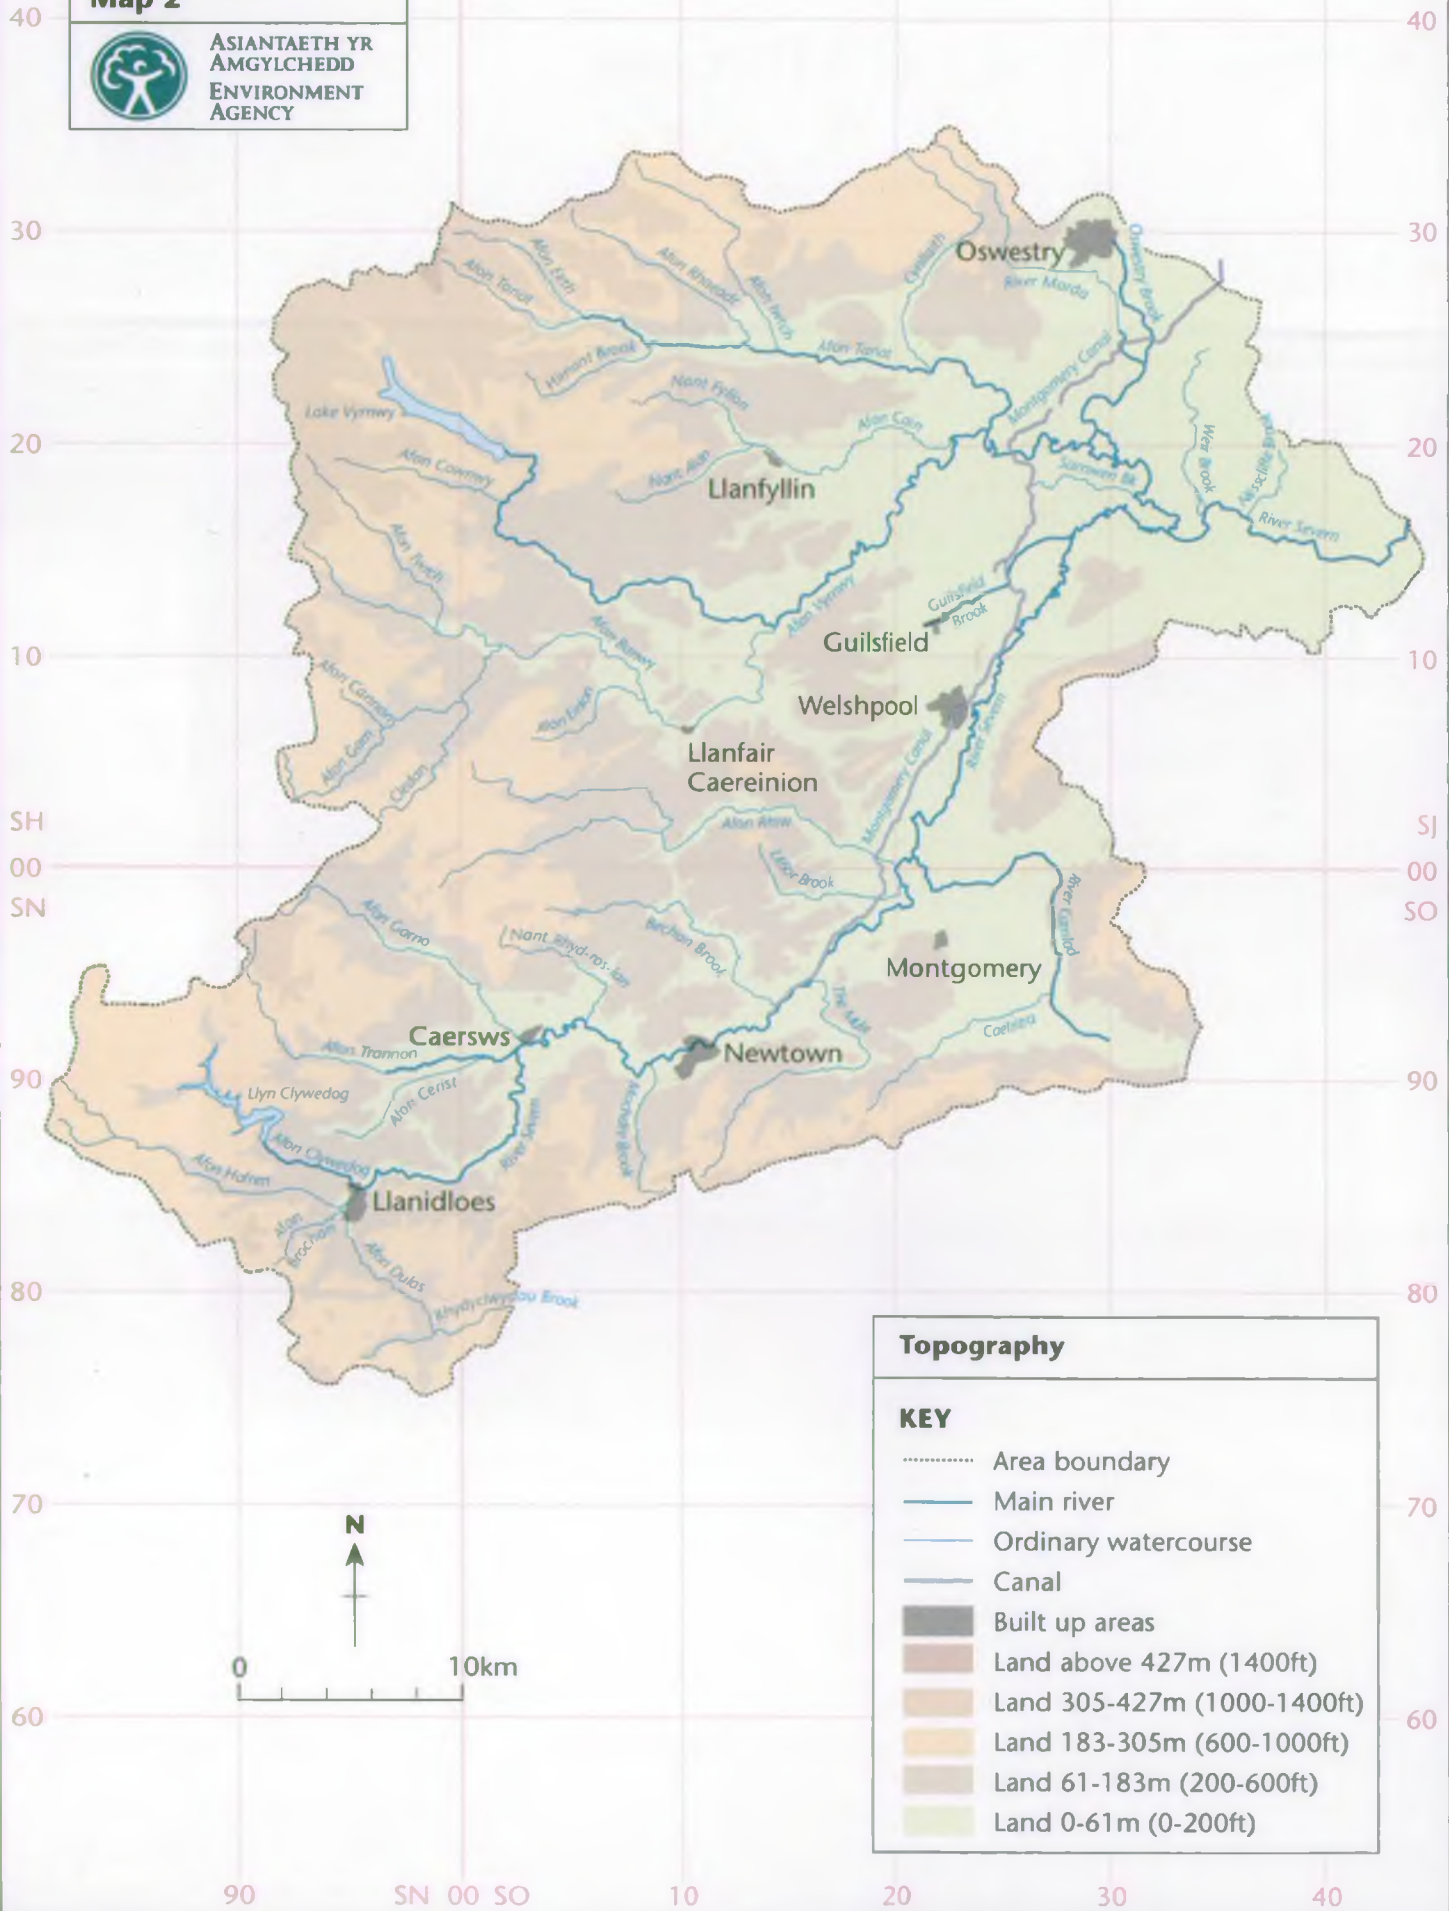 Map 2
ASIANTAETH YR
AMGYLCHEDD
ENVIRONMENT
AGENCY
40
40
30
30
Oswestry
Oswestry Brook
Cynllaith
River Morda
Afon Eirth
Afon Tanat
Afon Rhaeadr
Afon Iwrch
Afon Tanat
Hirnant Brook
Montgomery Canal
Nant Fyllon
Lake Vyrnwy
Afon Cain
20
20
Afon Cownwy
Nant Alan
Llanfyllin
Sarnwen Bk
Weir Brook
River Severn
Afon Twrch
Guilsfield
Brook
Afon Vyrnwy
Afon Banwy
Guilsfield
10
10
Afon Cannon
Afon Gam
Afon Einion
Welshpool
River Severn
Llanfair
Caereinion
Cledan
Montgomery Canal
SH
SJ
Afon Rhiw
00
00
Luggy Brook
SN
SO
River Camlad
Afon Garno
Nant Rhyd-ros-lan
Bechan Brook
Montgomery
The Mule
Caebitra
Caersws
Newtown
Afon Trannon
90
90
Llyn Clywedog
Afon Cerist
Mochdre Brook
River Severn
Afon Clywedog
Afon Hafren
Llanidloes
Afon
Brochan
Afon Dulas
80
80
Rhydyclwydau Brook
Topography
KEY
Area boundary
70
Main river
70
N
Ordinary watercourse
Canal
Built up areas
0
10km
Land above 427m (1400ft)
Land 305-427m (1000-1400ft)
60
60
Land 183-305m (600-1000ft)
Land 61-183m (200-600ft)
Land 0-61m (0-200ft)
90
SN 00 SO
10
20
30
40